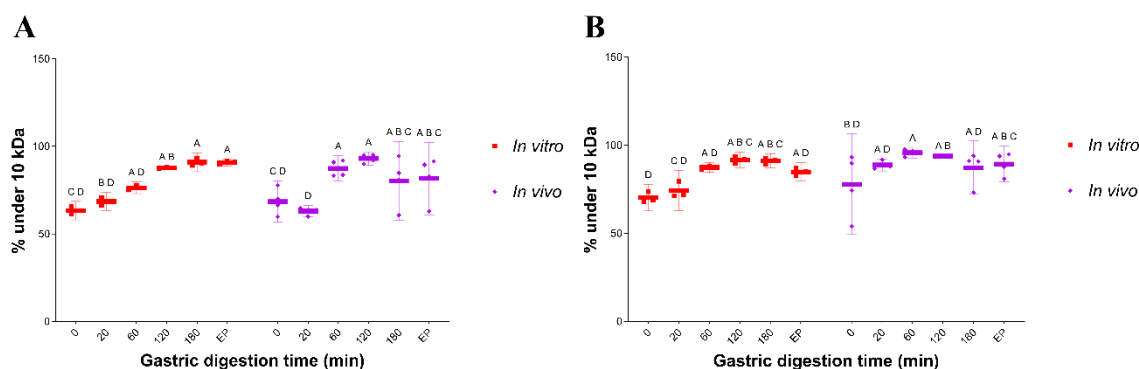 A
B
150
100
50
0
% under 10 kDa
C D
B D
A D
A B
A
A
C D
D
A
A
A B C
A B C
0
20
60
120
180
EP
0
20
60
120
180
EP
Gastric digestion time (min)
In vitro
In vivo
150
100
50
0
% under 10 kDa
D
C D
A D
A B C
A B C
A D
B D
A D
A
A B
A D
A B C
0
20
60
120
180
EP
0
20
60
120
180
EP
Gastric digestion time (min)
In vitro
In vivo